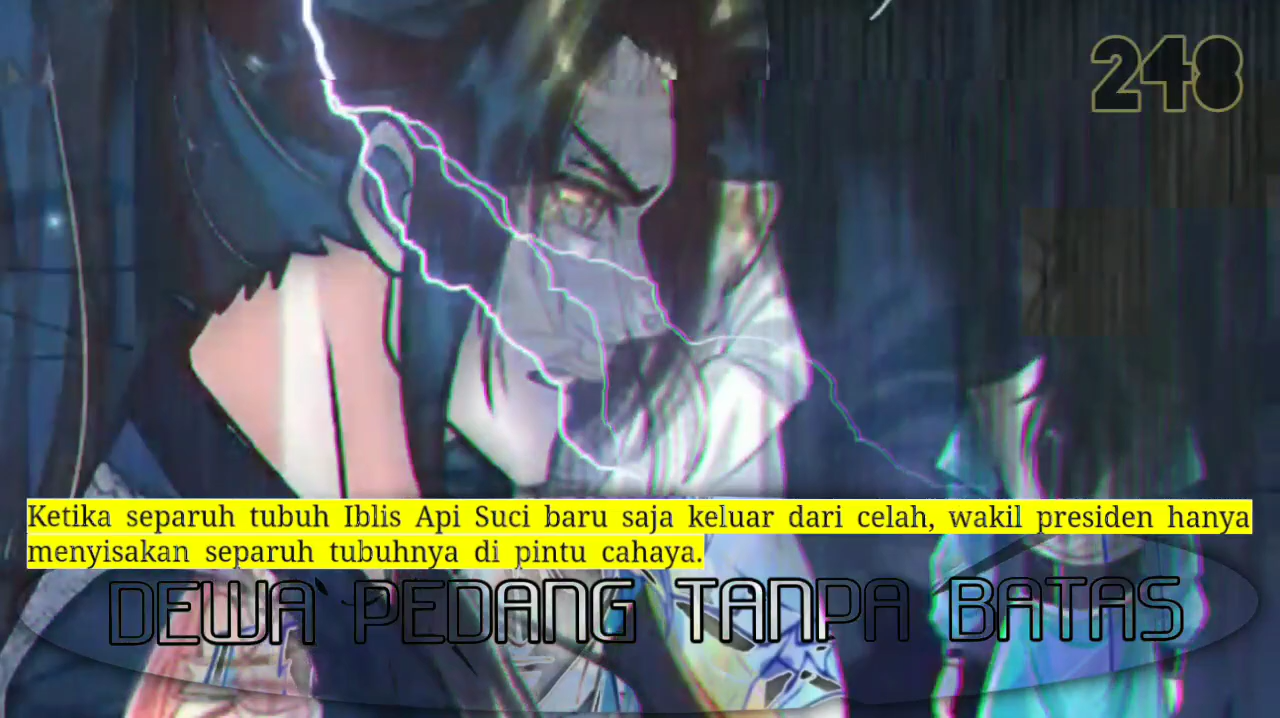 248
Ketika separuh tubuh Iblis Api Suci baru saja keluar dari celah, wakil presiden hanya
menyisakan separuh tubuhnya di pintu cahaya.
DEWA PEDANG TANPA BATAS